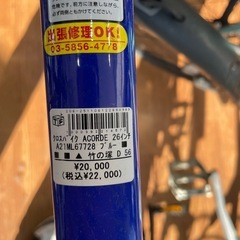 出張修理OK!
03-5856-4778
クロスバイク ACORDE 26インチ
A21ML67728 ブルー
▲ 竹の塚 D 56
¥20,000
(税込¥22,000)